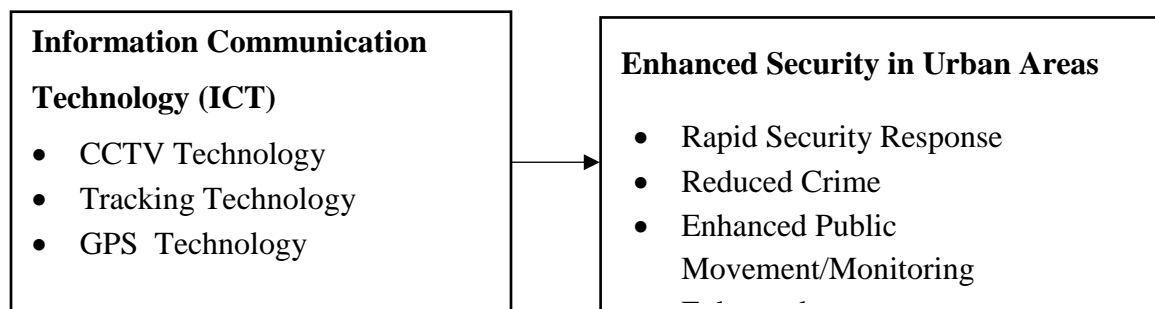 Information Communication
Technology (ICT)
• CCTV Technology
• Tracking Technology
• GPS  Technology
Enhanced Security in Urban Areas
• Rapid Security Response
• Reduced Crime
• Enhanced Public
Movement/Monitoring